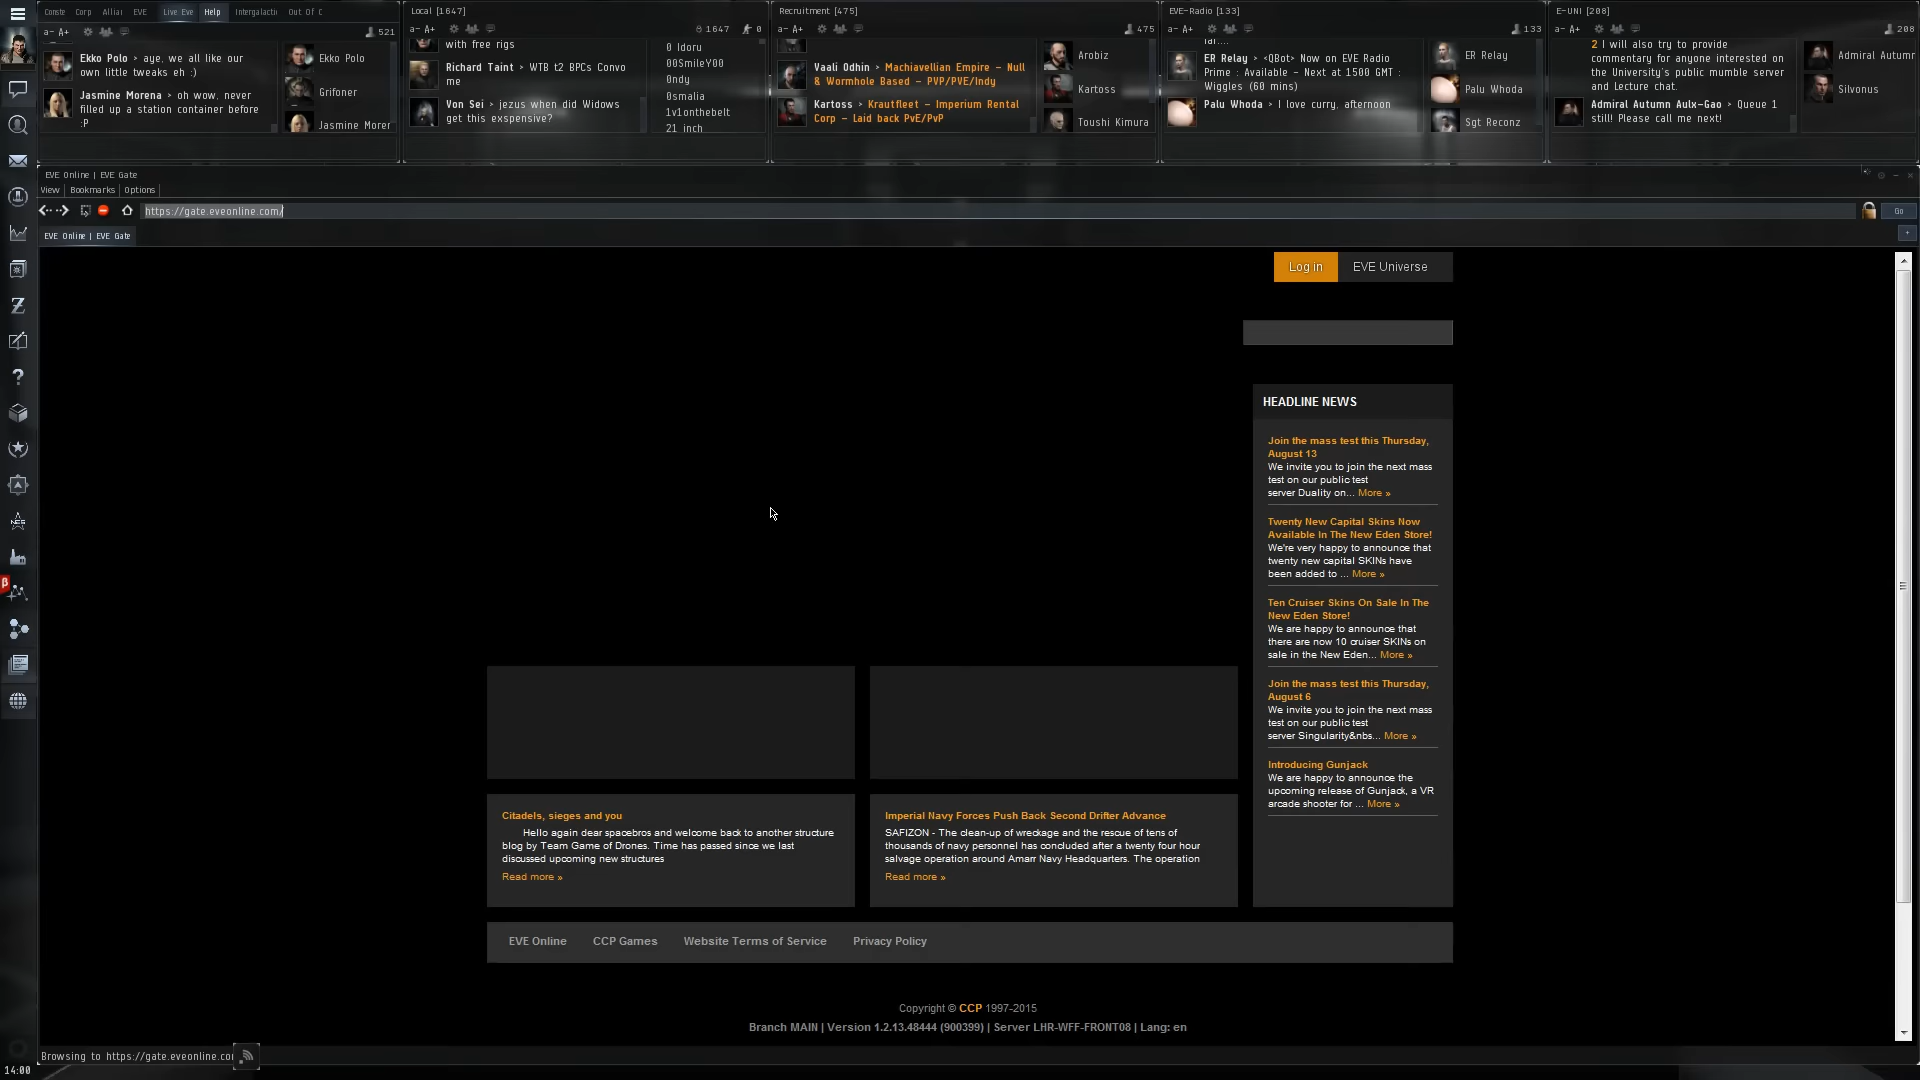 Conste Corp Allia EVE Live Eve Help Intergalacti Out Of C
a- A+ 521
Ekko Polo > aye, we all like our
own little tweaks eh :)
Jasmine Morena > oh wow, never
filled up a station container before
:P
Ekko Polo
Grifoner
Jasmine Morer
Local [1647]
a- A+ 1647 0
with free rigs
Richard Taint > WTB t2 BPCs Convo
me
Von Sei > jezus when did Widows
get this exspensive?
0 Idoru
00SmileY00
0ndy
0smalia
1v1onthebelt
21 inch
Recruitment [475]
a- A+ 475
Vaali Odhin > Machiavellian Empire - Null
& Wormhole Based - PVP/PVE/Indy
Kartoss > Krautfleet - Imperium Rental
Corp - Laid back PvE/PvP
Arobiz
Kartoss
Toushi Kimura
EVE-Radio [133]
a- A+ 133
ER Relay > <QBot> Now on EVE Radio
Prime : Available - Next at 1500 GMT :
Wiggles (60 mins)
Palu Whoda > I love curry, afternoon
ER Relay
Palu Whoda
Sgt Reconz
E-UNI [208]
a- A+ 208
2 I will also try to provide
commentary for anyone interested on
the University's public mumble server
and Lecture chat.
Admiral Autumn Aulx-Gao > Queue 1
still! Please call me next!
Admiral Autumr
Silvonus
EVE Online | EVE Gate
View Bookmarks Options
https://gate.eveonline.com/
Go
EVE Online | EVE Gate
+
Log in EVE Universe
HEADLINE NEWS
Join the mass test this Thursday,
August 13
We invite you to join the next mass
test on our public test
server Duality on... More »
Twenty New Capital Skins Now
Available In The New Eden Store!
We're very happy to announce that
twenty new capital SKINs have
been added to ... More »
Ten Cruiser Skins On Sale In The
New Eden Store!
We are happy to announce that
there are now 10 cruiser SKINs on
sale in the New Eden... More »
Join the mass test this Thursday,
August 6
We invite you to join the next mass
test on our public test
server Singularity&nbs... More »
Introducing Gunjack
We are happy to announce the
upcoming release of Gunjack, a VR
arcade shooter for ... More »
Citadels, sieges and you
Hello again dear spacebros and welcome back to another structure
blog by Team Game of Drones. Time has passed since we last
discussed upcoming new structures
Read more »
Imperial Navy Forces Push Back Second Drifter Advance
SAFIZON - The clean-up of wreckage and the rescue of tens of
thousands of navy personnel has concluded after a twenty four hour
salvage operation around Amarr Navy Headquarters. The operation
Read more »
EVE Online CCP Games Website Terms of Service Privacy Policy
Copyright © CCP 1997-2015
Branch MAIN | Version 1.2.13.48444 (900399) | Server LHR-WFF-FRONT08 | Lang: en
β
Browsing to https://gate.eveonline.co
14:00